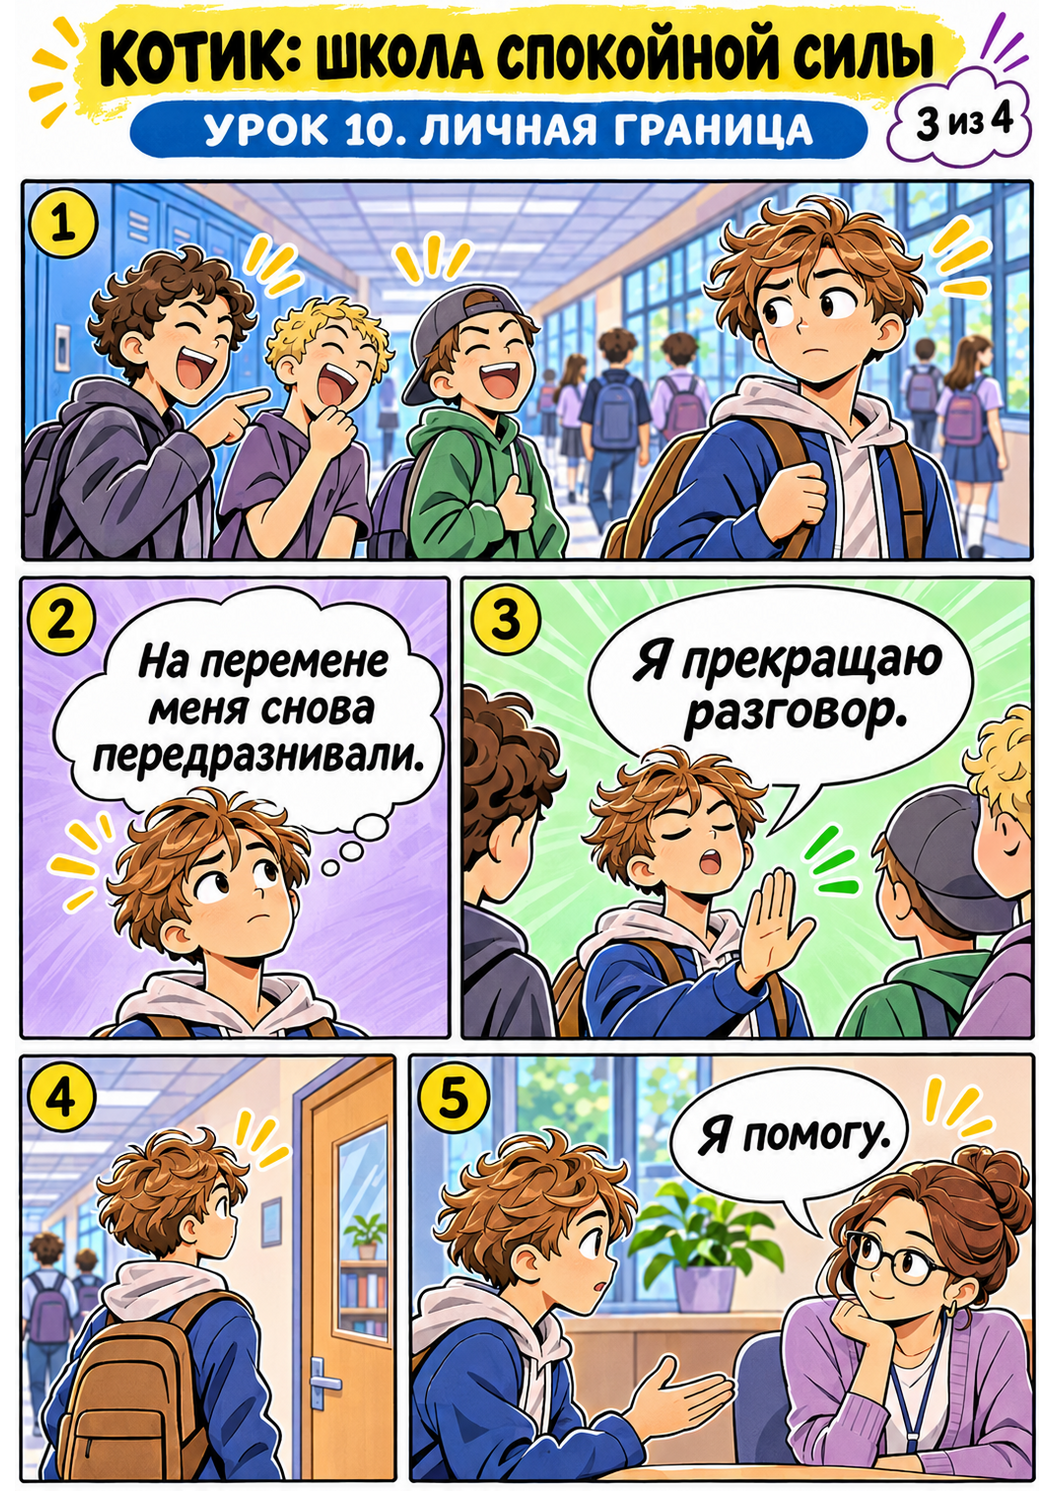 КОТИК: ШКОЛА СПОКОЙНОЙ СИЛЫ
УРОК 10. ЛИЧНАЯ ГРАНИЦА
3 из 4
1
2
На перемене
меня снова
передразнивали.
3
Я прекращаю
разговор.
4
5
Я помогу.